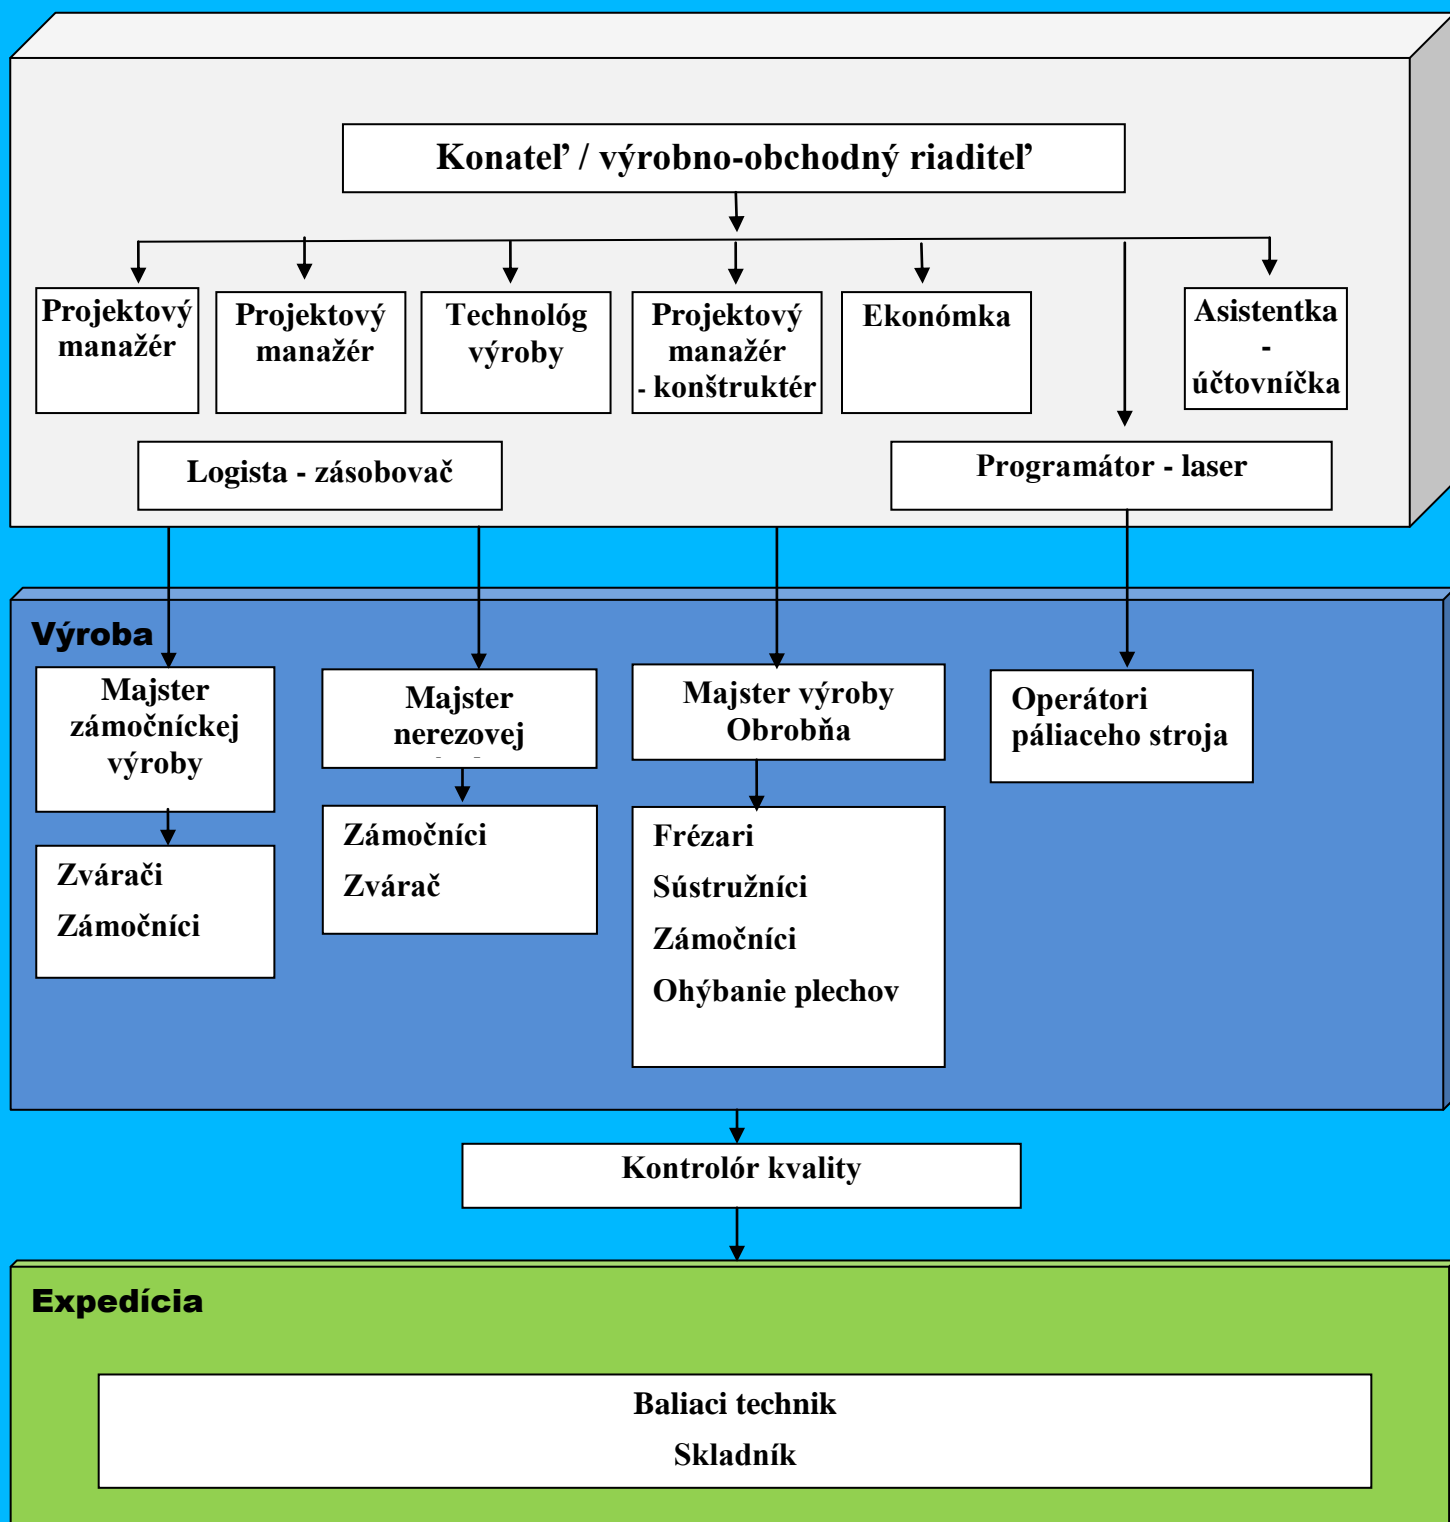 Konateľ / výrobno-obchodný riaditeľ
Projektový
manažér
Projektový
manažér
Technológ
výroby
Projektový
manažér
- konštruktér
Ekonómka
Asistentka
-
účtovníčka
Logista - zásobovač
Programátor - laser
Výroba
Majster
zámočníckej
výroby
Majster
nerezovej
Majster výroby
Obrobňa
Operátori
páliaceho stroja
Zvárači
Zámočníci
Zámočníci
Zvárač
Frézari
Sústružníci
Zámočníci
Ohýbanie plechov
Kontrolór kvality
Expedícia
Baliaci technik
Skladník